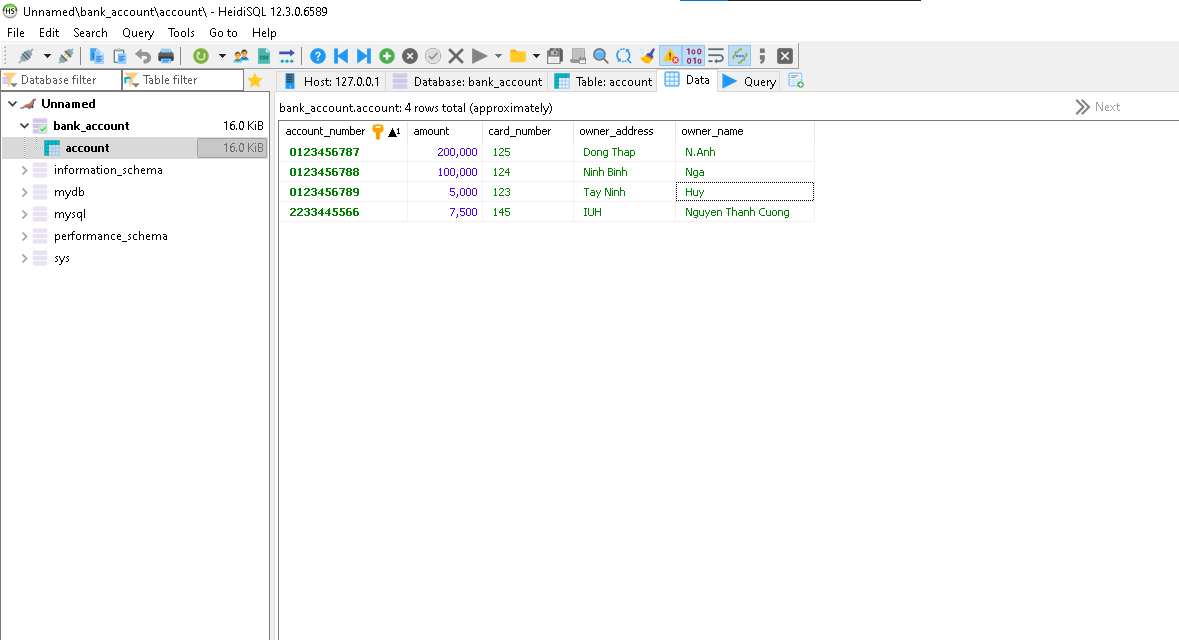 Unnamed\bank_account\account\ - HeidiSQL 12.3.0.6589
File Edit Search Query Tools Go to Help
Database filter Table filter Host: 127.0.0.1 Database: bank_account Table: account Data Query
Unnamed
bank_account 16.0 KiB
account 16.0 KiB
information_schema
mydb
mysql
performance_schema
sys
bank_account.account: 4 rows total (approximately) Next
account_number 1 amount card_number owner_address owner_name
0123456787 200,000 125 Dong Thap N.Anh
0123456788 100,000 124 Ninh Binh Nga
0123456789 5,000 123 Tay Ninh Huy
2233445566 7,500 145 IUH Nguyen Thanh Cuong